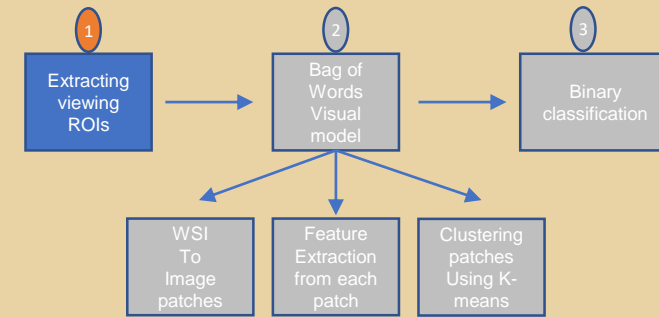 1
2
3
Extracting
viewing
ROIs
Bag of
Words
Visual
model
Binary
classification
WSI
To
Image
patches
Feature
Extraction
from each
patch
Clustering
patches
Using K-
means